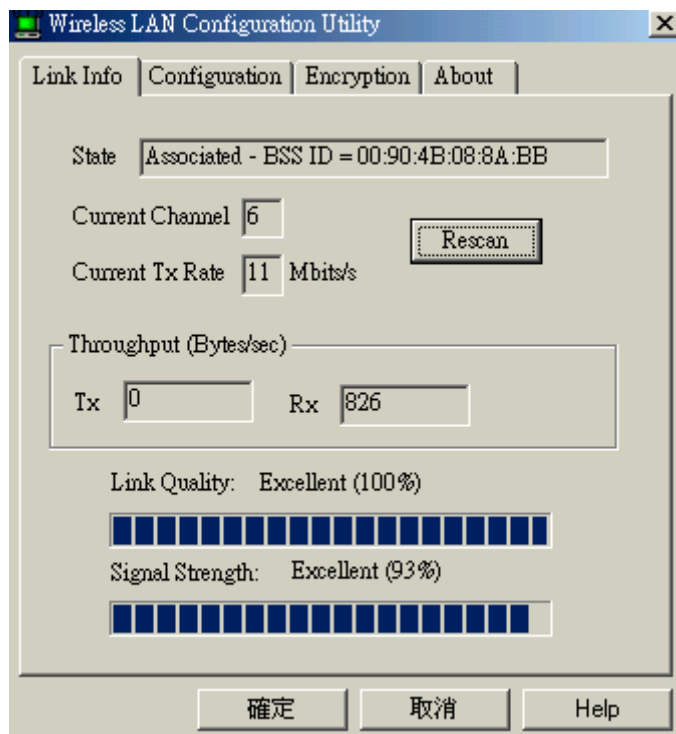 Wireless LAN Configuration Utility
Link Info Configuration Encryption About
State Associated - BSS ID = 00:90:4B:08:8A:BB
Current Channel 6
Rescan
Current Tx Rate 11 Mbits/s
Throughput (Bytes/sec)
Tx 0 Rx 826
Link Quality: Excellent (100%)
Signal Strength: Excellent (93%)
確定 取消 Help